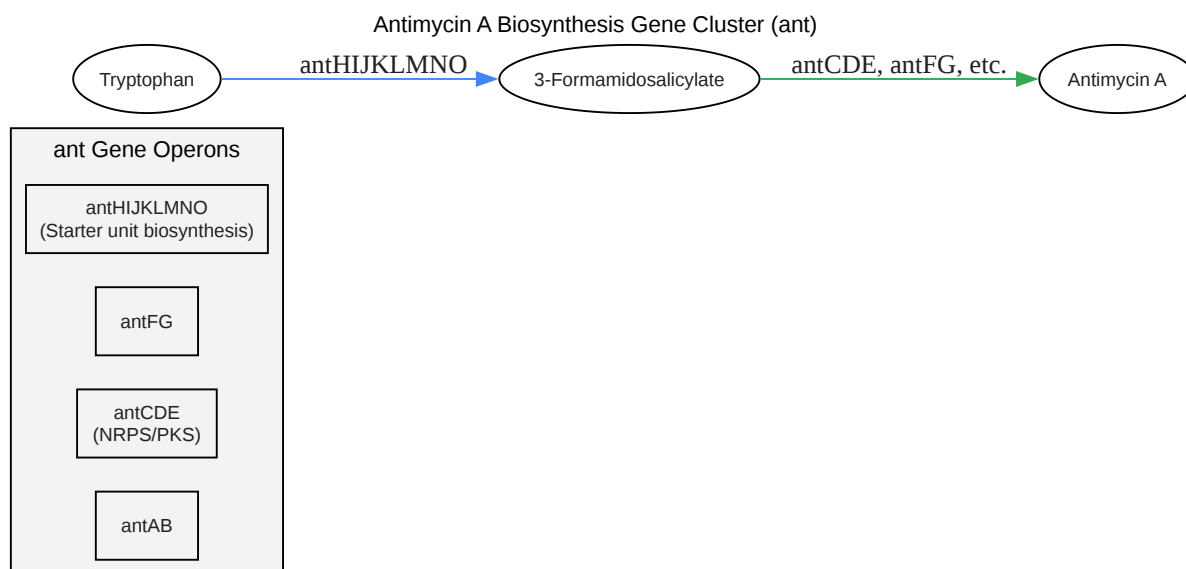 Antimycin A Biosynthesis Gene Cluster (ant)
Tryptophan
antHIJKLMNO
3-Formamidosalicylate
antCDE, antFG, etc.
Antimycin A
ant Gene Operons
antHIJKLMNO
(Starter unit biosynthesis)
antFG
antCDE
(NRPS/PKS)
antAB